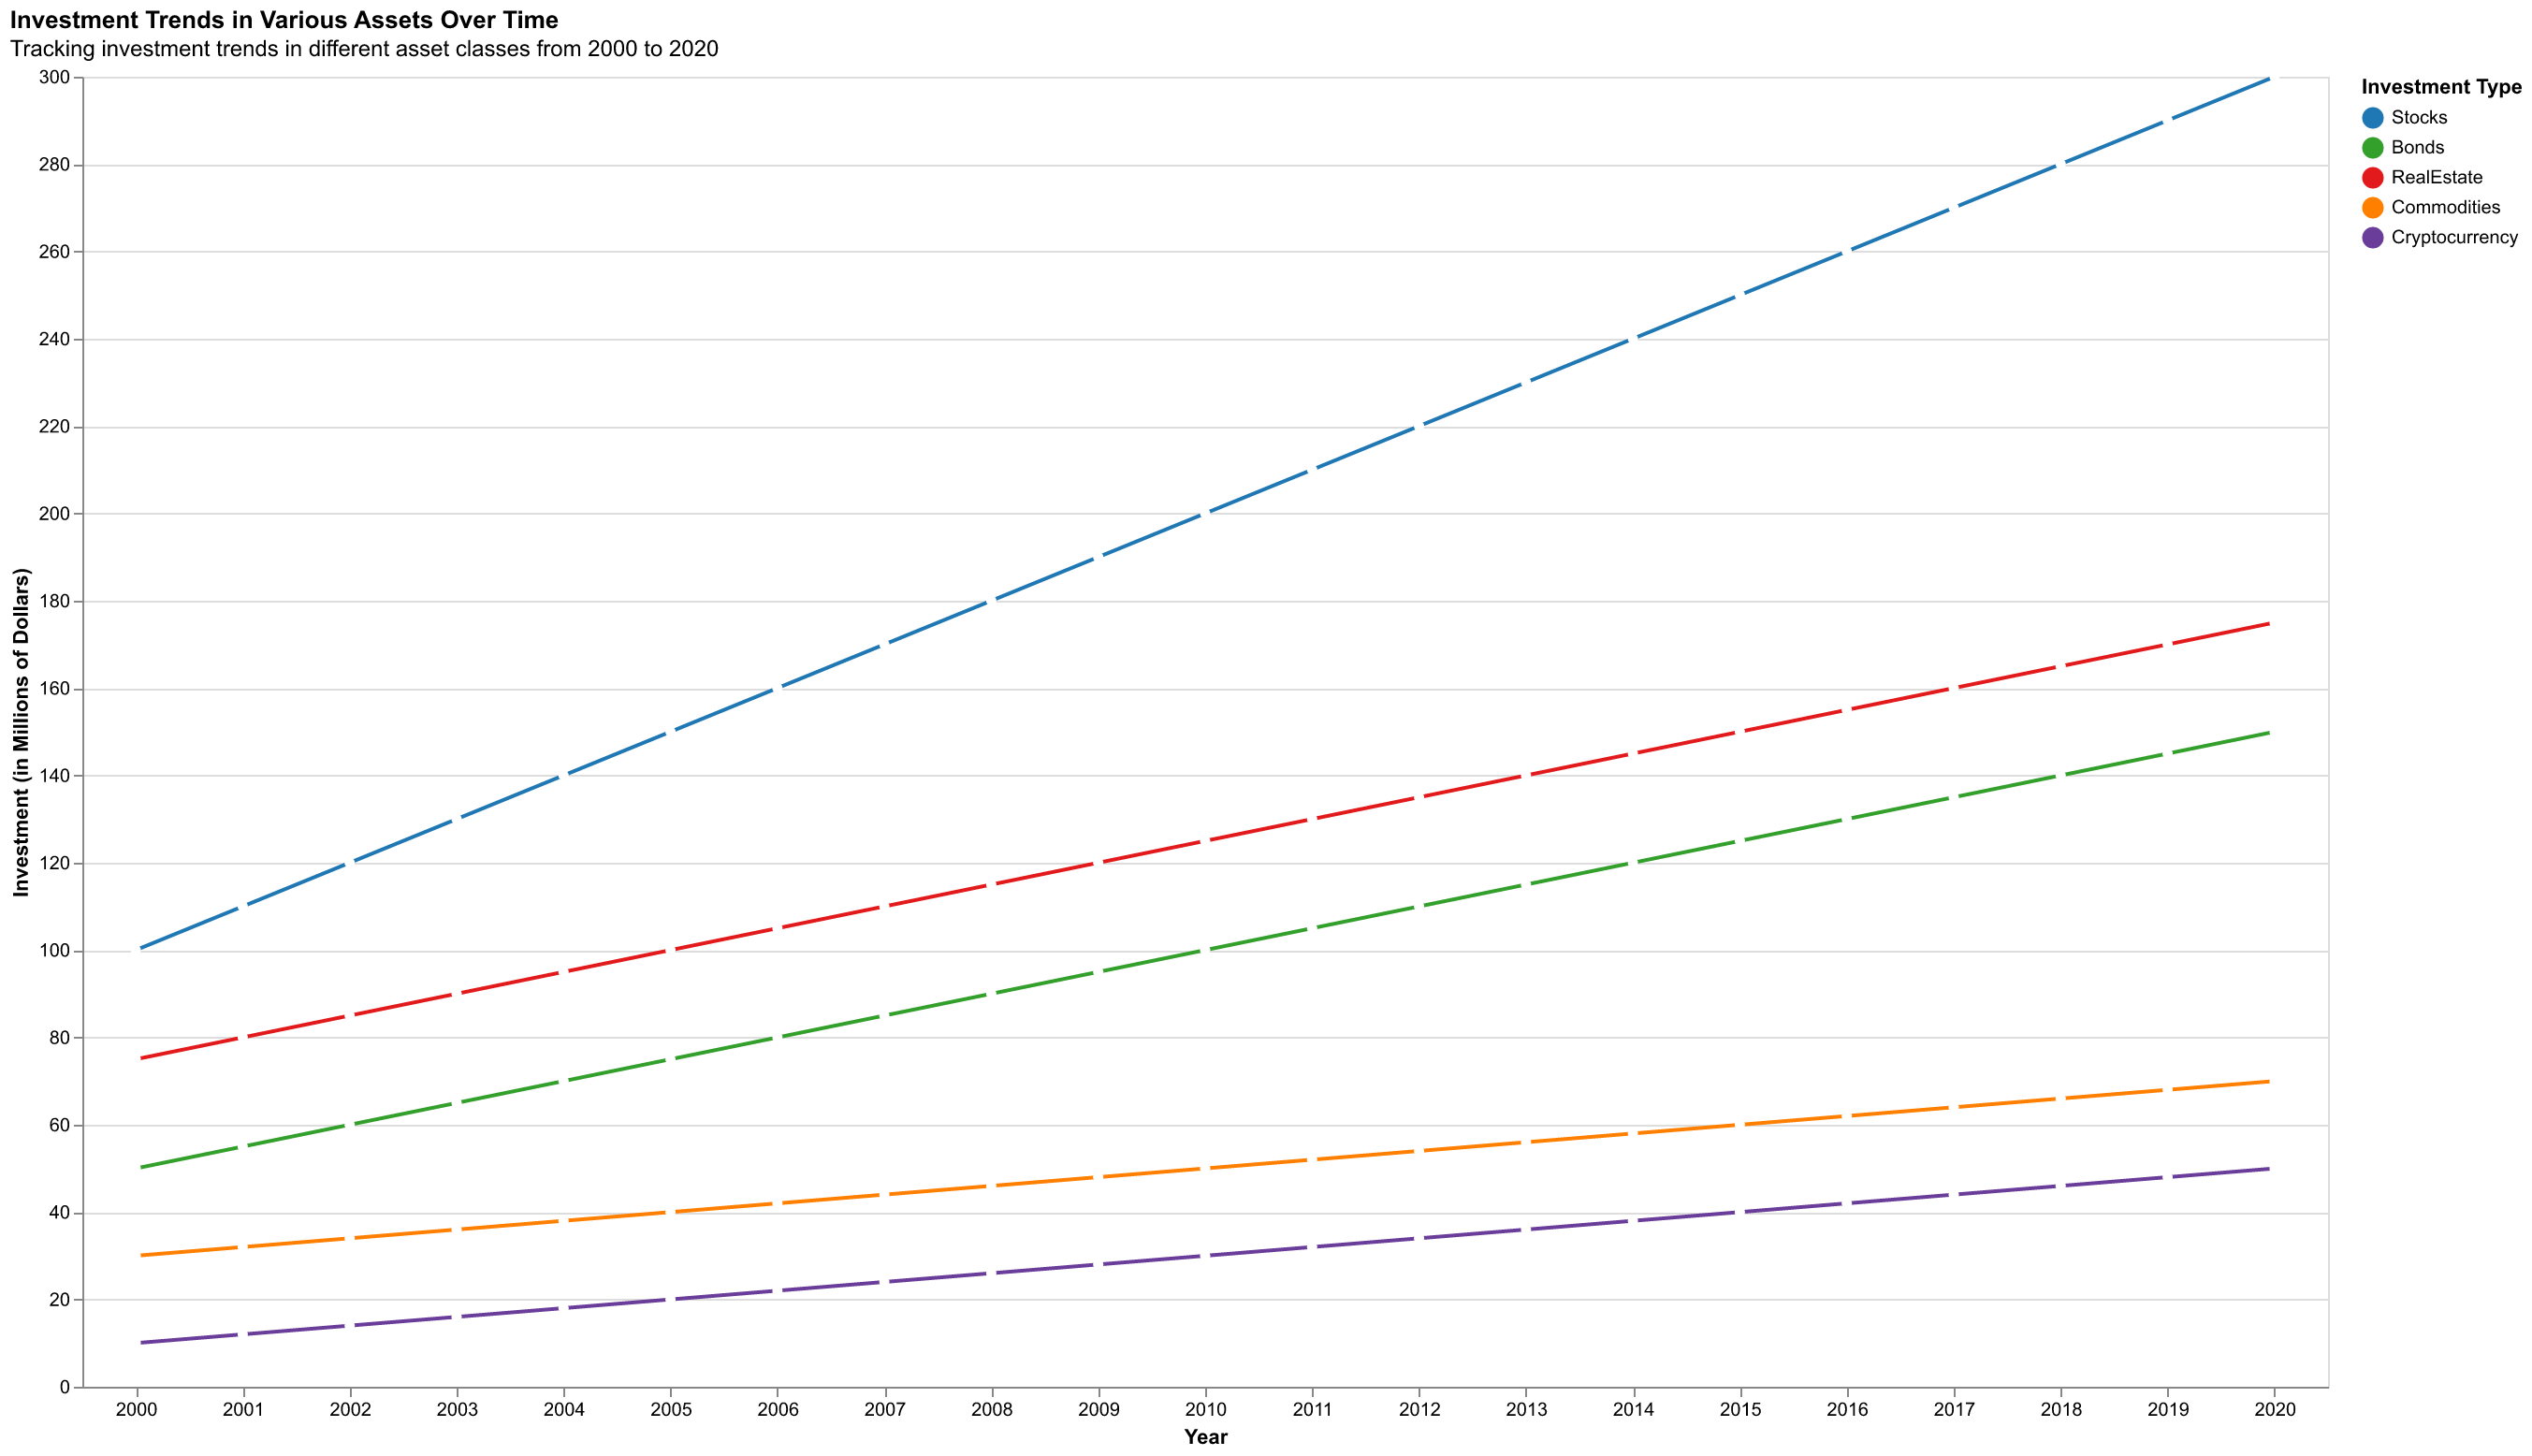 Investment Trends in Various Assets Over Time
Tracking investment trends in different asset classes from 2000 to 2020
Investment (in Millions of Dollars)
300
280
260
240
220
200
180
160
140
120
100
80
60
40
20
0
2000 2001 2002 2003 2004 2005 2006 2007 2008 2009 2010 2011 2012 2013 2014 2015 2016 2017 2018 2019 2020
Year
Investment Type
Stocks
Bonds
RealEstate
Commodities
Cryptocurrency